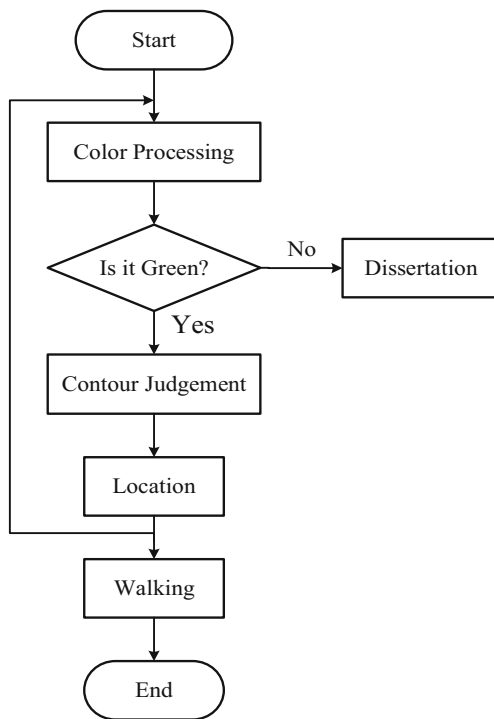 Start
Color Processing
Is it Green?
No
Dissertation
Yes
Contour Judgement
Location
Walking
End